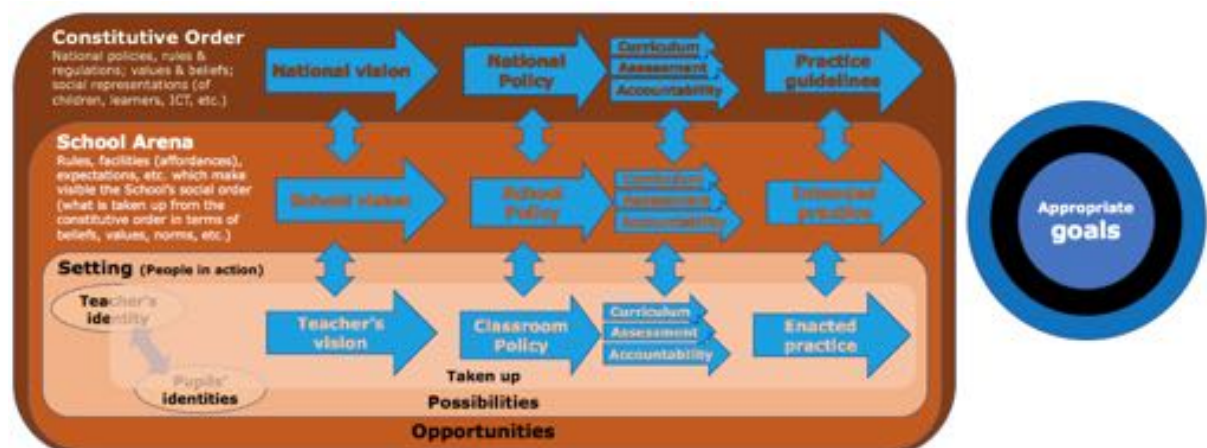 Constitutive Order
National policies, rules &
regulations; values & beliefs;
social representations (of
children, learners, ICT, etc.)
National vision
National
Policy
Curriculum
Assessment
Accountability
Practice
guidelines
School Arena
Rules, facilities (affordances),
expectations, etc. which make
visible the School's social order
(what is taken up from the
constitutive order in terms of
beliefs, values, norms, etc.)
School vision
School
Policy
Curriculum
Assessment
Accountability
Intended
practice
Setting (People in action)
Teacher's
identity
Pupils'
identities
Teacher's
vision
Classroom
Policy
Curriculum
Assessment
Accountability
Enacted
practice
Taken up
Possibilities
Opportunities
Appropriate
goals